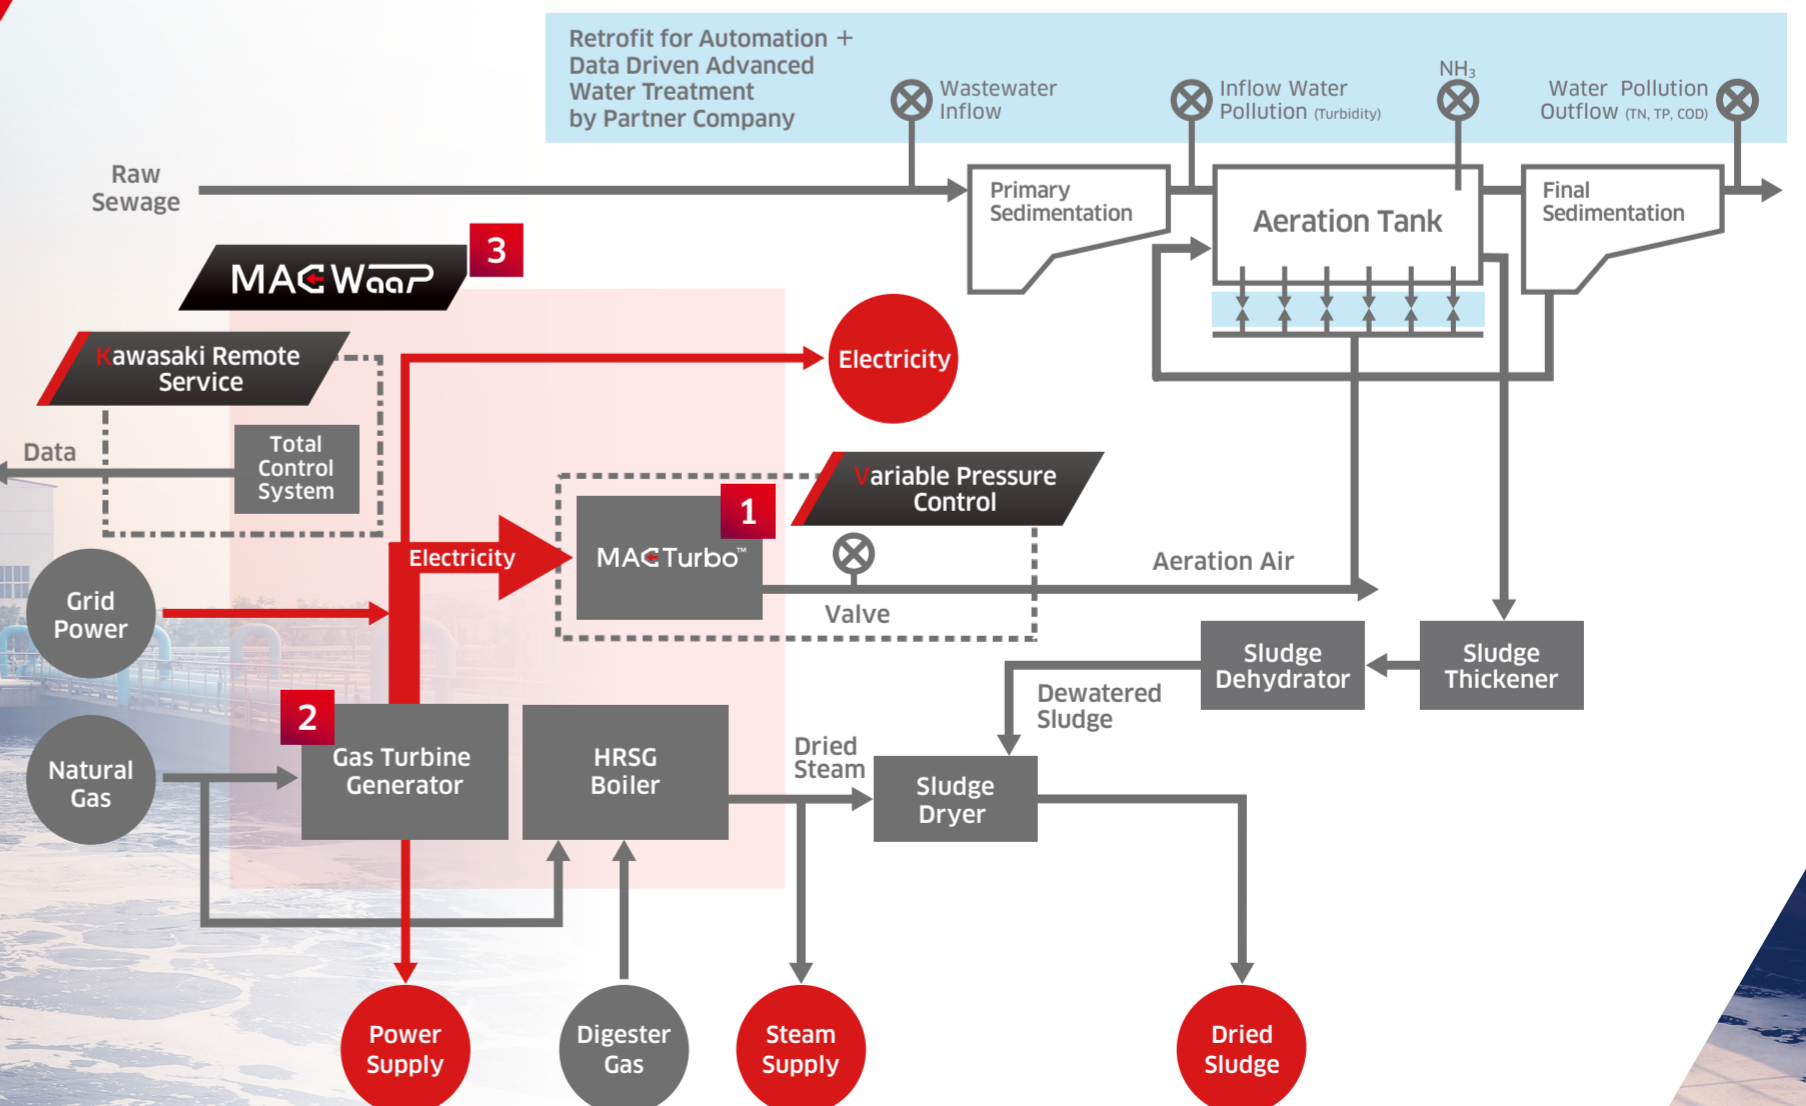 Retrofit for Automation +
Data Driven Advanced
Water Treatment
by Partner Company
Wastewater
Inflow
Inflow Water
Pollution (Turbidity)
NH₃
Water Pollution
Outflow (TN, TP, COD)
Raw
Sewage
Primary
Sedimentation
Aeration Tank
Final
Sedimentation
3
MAG Waap
Kawasaki Remote
Service
Electricity
Total
Control
System
Data
Variable Pressure
Control
1
MAG Turbo™
Electricity
Valve
Aeration Air
Grid
Power
Sludge
Dehydrator
Sludge
Thickener
Dewatered
Sludge
2
Gas Turbine
Generator
HRSG
Boiler
Dried
Steam
Natural
Gas
Sludge
Dryer
Power
Supply
Digester
Gas
Steam
Supply
Dried
Sludge